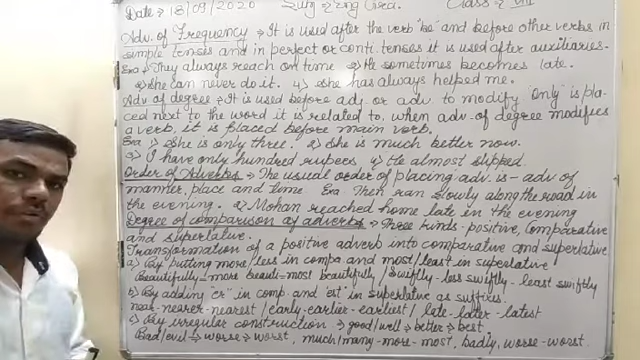 Date → 18/09/2020 Class → VIII
Adv. of Frequency → It is used after the verb "be" and before other verbs in
simple tenses and in perfect or conti. tenses it is used after auxiliaries.
They always reach on time. 2) He sometimes becomes late.
3) She can never do it. 4) She has always helped me.
Adv of degree → It is used before adj. or adv. to modify "only" is pla-
ced next to the word it is related to, when adv. of degree modifies
a verb, it is placed before main verb.
1) She is only three. 2) She is much better now.
3) I have only hundred rupees. 4) He almost slipped.
Order of Adverbs → The usual order of placing adv. is - adv of
manner, place and time. ran slowly along the road in
the evening. 2) Mohan reached home late in the evening
Degree of comparison of adverbs → Three kinds - positive, comparative
and superlative.
Transformation of a positive adverb into comparative and superlative
a) By putting more/less in compa and most/least in superlative
Beautifully - more beauti - most beautifully / swiftly - less swiftly - least swiftly
b) By adding "er" in comp. and "est" in superlative as suffixes.
near - nearer - nearest / early - earlier - earliest / late - later - latest
c) By irregular construction → good/well → better → best
Bad/evil → worse → worst, much/many - more - most, badly, worse - worst.